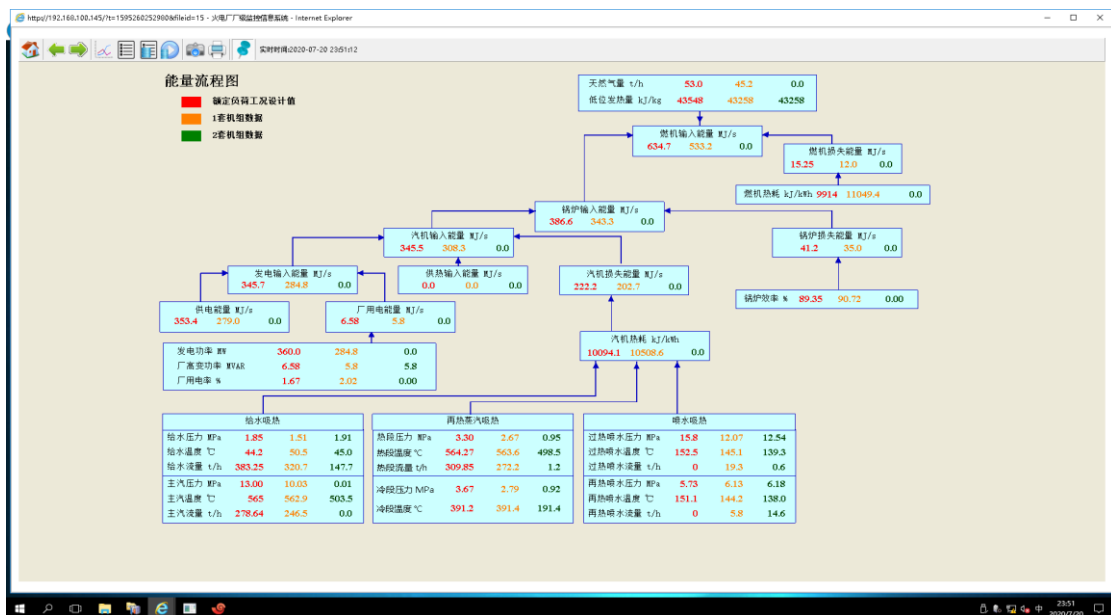 http://192.168.100.145/?t=1595260252980&fileid=15 - 火电厂厂级监控信息系统 - Internet Explorer
实时时间:2020-07-20 23:51:12
能量流程图
额定负荷工况设计值
1套机组数据
2套机组数据
天然气量 t/h 53.0 45.2 0.0
低位发热量 kJ/kg 43548 43258 43258
燃机输入能量 MJ/s
634.7 533.2 0.0
燃机损失能量 MJ/s
15.25 12.0 0.0
燃机热耗 kJ/kWh 9914 11049.4 0.0
锅炉输入能量 MJ/s
386.6 343.3 0.0
汽机输入能量 MJ/s
345.5 308.3 0.0
锅炉损失能量 MJ/s
41.2 35.0 0.0
发电输入能量 MJ/s
345.7 284.8 0.0
供热输入能量 MJ/s
0.0 0.0 0.0
汽机损失能量 MJ/s
222.2 202.7 0.0
锅炉效率 % 89.35 90.72 0.00
供电能量 MJ/s
353.4 279.0 0.0
厂用电能量 MJ/s
6.58 5.8 0.0
汽机热耗 kJ/kWh
10094.1 10508.6 0.0
发电功率 MW 360.0 284.8 0.0
厂高变功率 MVAR 6.58 5.8 5.8
厂用电率 % 1.67 2.02 0.00
给水吸热
给水压力 MPa 1.85 1.51 1.91
给水温度 ℃ 44.2 50.5 45.0
给水流量 t/h 383.25 320.7 147.7
主汽压力 MPa 13.00 10.03 0.01
主汽温度 ℃ 565 562.9 503.5
主汽流量 t/h 278.64 246.5 0.0
再热蒸汽吸热
热段压力 MPa 3.30 2.67 0.95
热段温度 ℃ 564.27 563.6 498.5
热段流量 t/h 309.85 272.2 1.2
冷段压力 MPa 3.67 2.79 0.92
冷段温度 ℃ 391.2 391.4 191.4
喷水吸热
过热喷水压力 MPa 15.8 12.07 12.54
过热喷水温度 ℃ 152.5 145.1 139.3
过热喷水流量 t/h 0 19.3 0.6
再热喷水压力 MPa 5.73 6.13 6.18
再热喷水温度 ℃ 151.1 144.2 138.0
再热喷水流量 t/h 0 5.8 14.6
中
23:51
2020/7/20